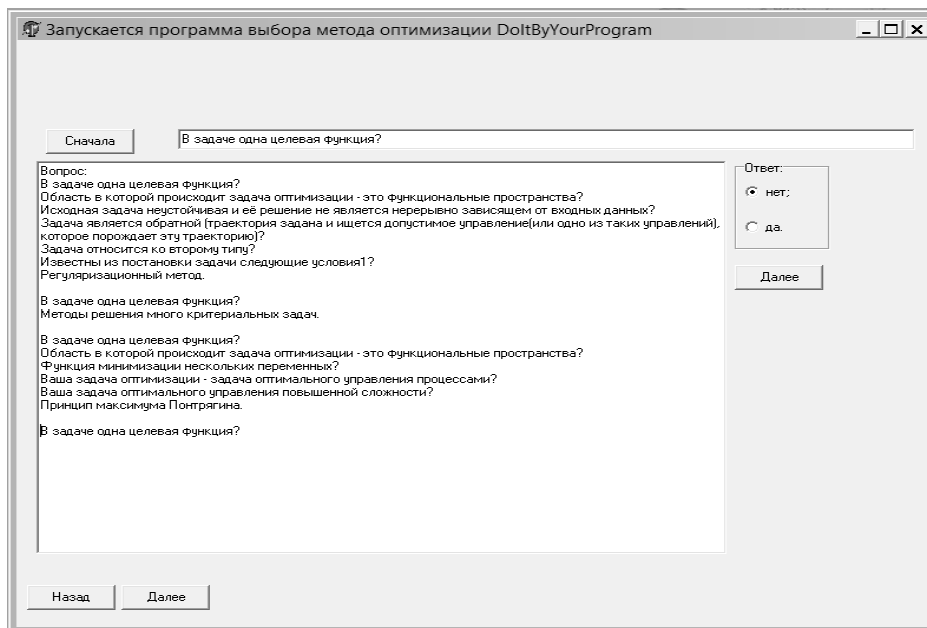 Запускается программа выбора метода оптимизации DoItByYourProgram
Сначала
В задаче одна целевая функция?
Вопрос:
В задаче одна целевая функция?
Область в которой происходит задача оптимизации - это функциональные пространства?
Исходная задача неустойчивая и её решение не является нерерывно зависящем от входных данных?
Задача является обратной (траектория задана и ищется допустимое управление(или одно из таких управлений),
которое порождает эту траекторию)?
Задача относится ко второму типу?
Известны из постановки задачи следующие условия1?
Регуляризационный метод.
В задаче одна целевая функция?
Методы решения много критериальных задач.
В задаче одна целевая функция?
Область в которой происходит задача оптимизации - это функциональные пространства?
Функция минимизации нескольких переменных?
Ваша задача оптимизации - задача оптимального управления процессами?
Ваша задача оптимального управления повышенной сложности?
Принцип максимума Понтрягина.
В задаче одна целевая функция?
Ответ:
нет;
да.
Далее
Назад
Далее